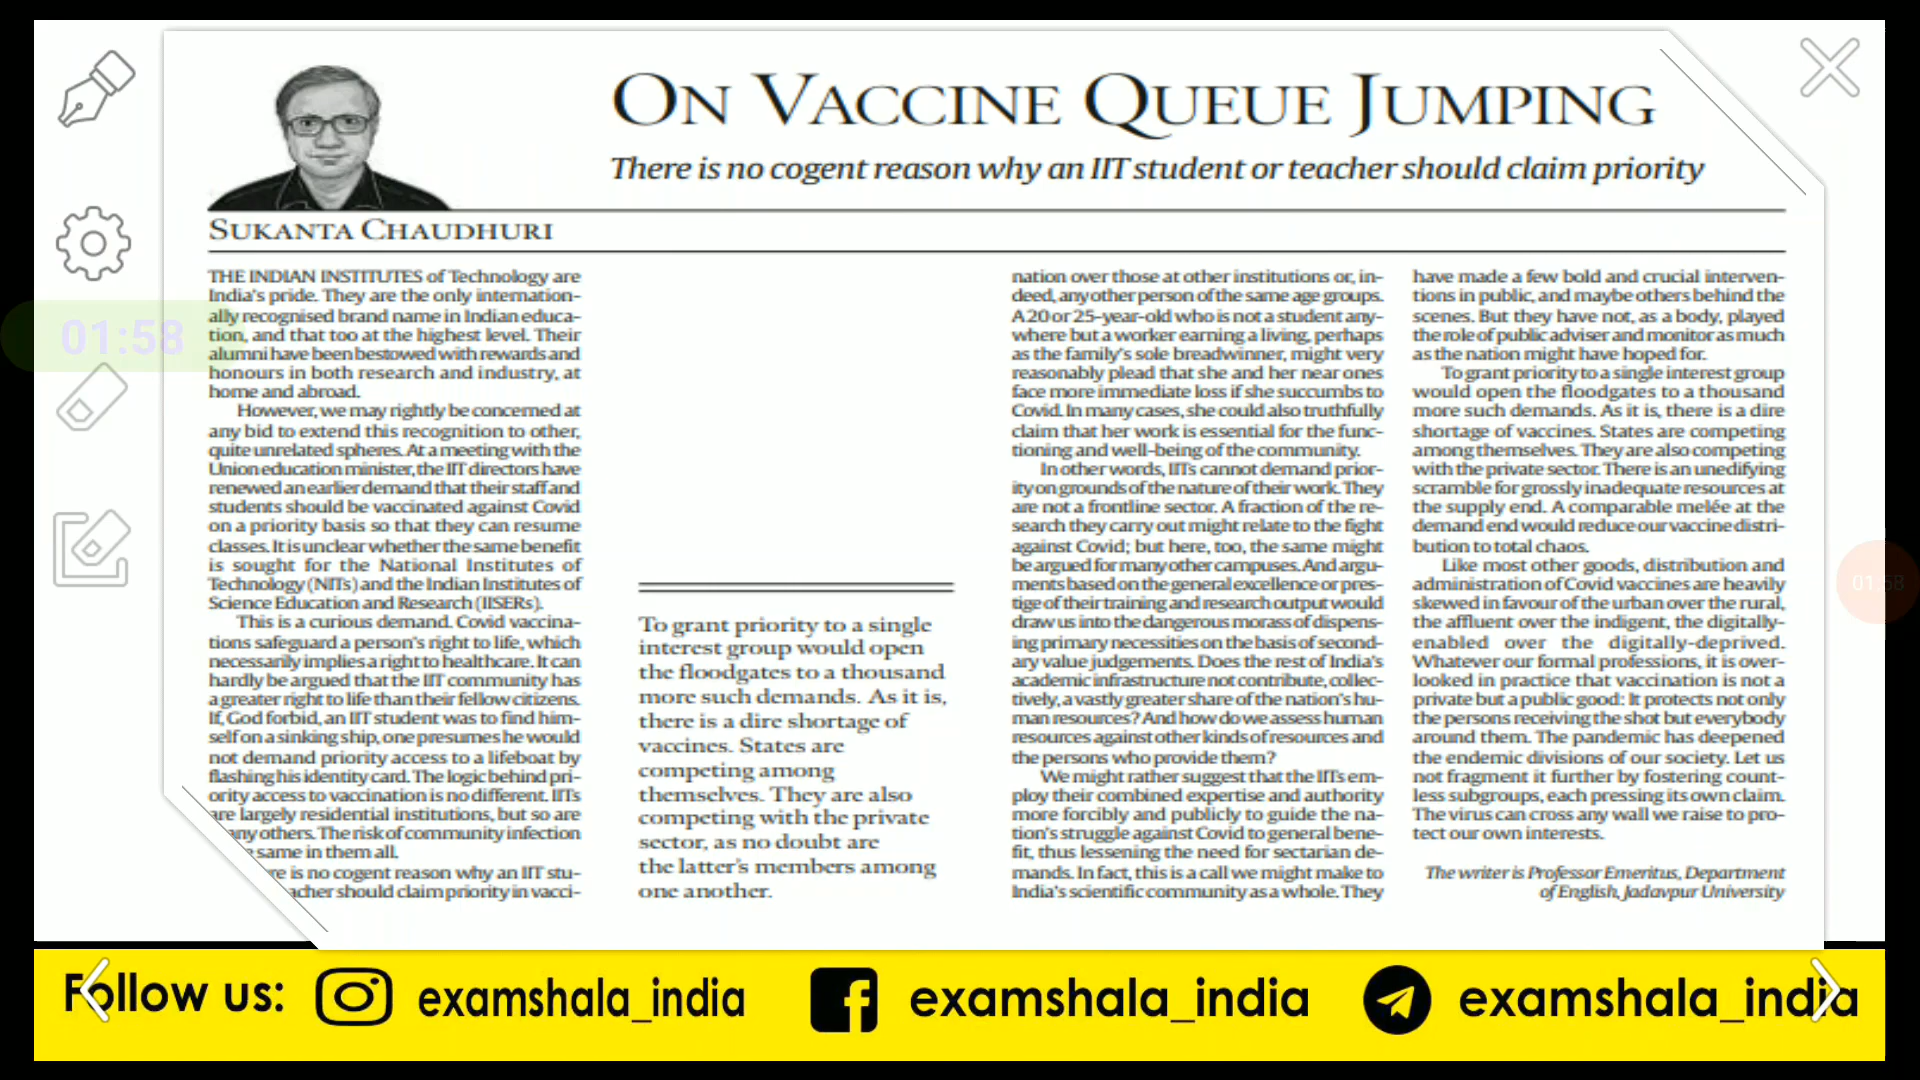 ON VACCINE QUEUE JUMPING
There is no cogent reason why an IIT student or teacher should claim priority
SUKANTA CHAUDHURI
THE INDIAN INSTITUTES of Technology are
India's pride. They are the only internation-
ally recognised brand name in Indian educa-
tion, and that too at the highest level. Their
alumni have been bestowed with rewards and
honours in both research and industry, at
home and abroad.
However, we may rightly be concerned at
any bid to extend this recognition to other,
quite unrelated spheres. At a meeting with the
Union education minister, the IIT directors have
renewed an earlier demand that their staff and
students should be vaccinated against Covid
on a priority basis so that they can resume
classes. It is unclear whether the same benefit
is sought for the National Institutes of
Technology (NITs) and the Indian Institutes of
Science Education and Research (IISERs).
This is a curious demand. Covid vaccina-
tions safeguard a person's right to life, which
necessarily implies a right to healthcare. It can
hardly be argued that the IIT community has
a greater right to life than their fellow citizens.
If, God forbid, an IIT student was to find him-
self on a sinking ship, one presumes he would
not demand priority access to a lifeboat by
flashing his identity card. The logic behind pri-
ority access to vaccination is no different. IITs
are largely residential institutions, but so are
any others. The risk of community infection
same in them all.
re is no cogent reason why an IIT stu-
acher should claim priority in vacci-
To grant priority to a single
interest group would open
the floodgates to a thousand
more such demands. As it is,
there is a dire shortage of
vaccines. States are
competing among
themselves. They are also
competing with the private
sector, as no doubt are
the latter's members among
one another.
nation over those at other institutions or, in-
deed, any other person of the same age groups.
A 20 or 25-year-old who is not a student any-
where but a worker earning a living, perhaps
as the family's sole breadwinner, might very
reasonably plead that she and her near ones
face more immediate loss if she succumbs to
Covid. In many cases, she could also truthfully
claim that her work is essential for the func-
tioning and well-being of the community.
In other words, IITs cannot demand prior-
ity on grounds of the nature of their work. They
are not a frontline sector. A fraction of the re-
search they carry out might relate to the fight
against Covid; but here, too, the same might
be argued for many other campuses. And argu-
ments based on the general excellence or pres-
tige of their training and research output would
draw us into the dangerous morass of dispens-
ing primary necessities on the basis of second-
ary value judgements. Does the rest of India's
academic infrastructure not contribute, collec-
tively, a vastly greater share of the nation's hu-
man resources? And how do we assess human
resources against other kinds of resources and
the persons who provide them?
We might rather suggest that the IITs em-
ploy their combined expertise and authority
more forcibly and publicly to guide the na-
tion's struggle against Covid to general bene-
fit, thus lessening the need for sectarian de-
mands. In fact, this is a call we might make to
India's scientific community as a whole. They
have made a few bold and crucial interven-
tions in public, and maybe others behind the
scenes. But they have not, as a body, played
the role of public adviser and monitor as much
as the nation might have hoped for.
To grant priority to a single interest group
would open the floodgates to a thousand
more such demands. As it is, there is a dire
shortage of vaccines. States are competing
among themselves. They are also competing
with the private sector. There is an unedifying
scramble for grossly inadequate resources at
the supply end. A comparable melée at the
demand end would reduce our vaccine distri-
bution to total chaos.
Like most other goods, distribution and
administration of Covid vaccines are heavily
skewed in favour of the urban over the rural,
the affluent over the indigent, the digitally-
enabled over the digitally-deprived.
Whatever our formal professions, it is over-
looked in practice that vaccination is not a
private but a public good: It protects not only
the persons receiving the shot but everybody
around them. The pandemic has deepened
the endemic divisions of our society. Let us
not fragment it further by fostering count-
less subgroups, each pressing its own claim.
The virus can cross any wall we raise to pro-
tect our own interests.
The writer is Professor Emeritus, Department
of English, Jadavpur University
01:58
01:58
Follow us: examshala_india examshala_india examshala_india